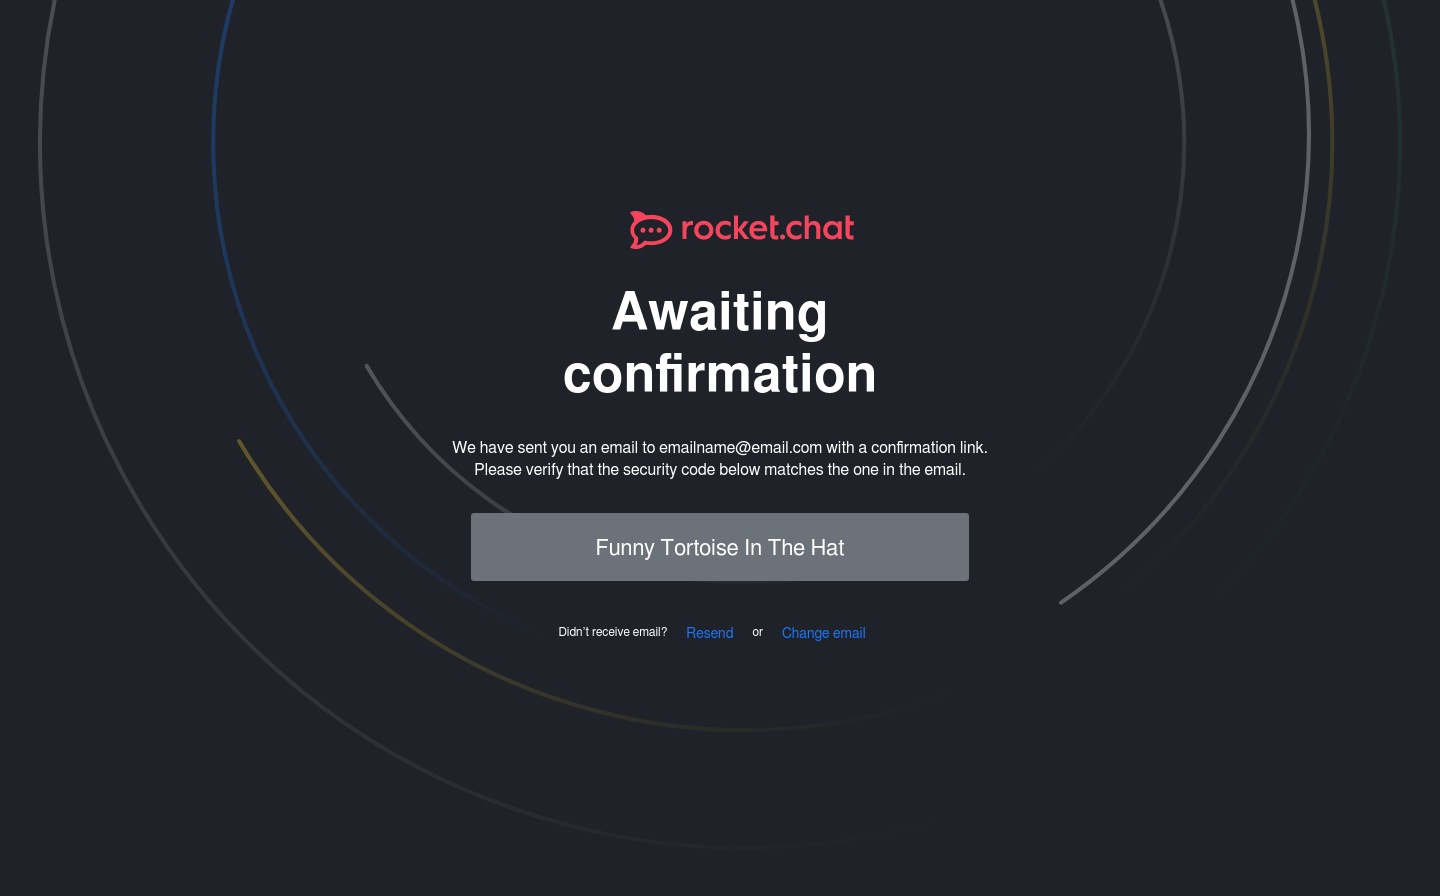 rocket.chat
Awaiting
confirmation
We have sent you an email to emailname@email.com with a confirmation link.
Please verify that the security code below matches the one in the email.
Funny Tortoise In The Hat
Didn't receive email? Resend or Change email